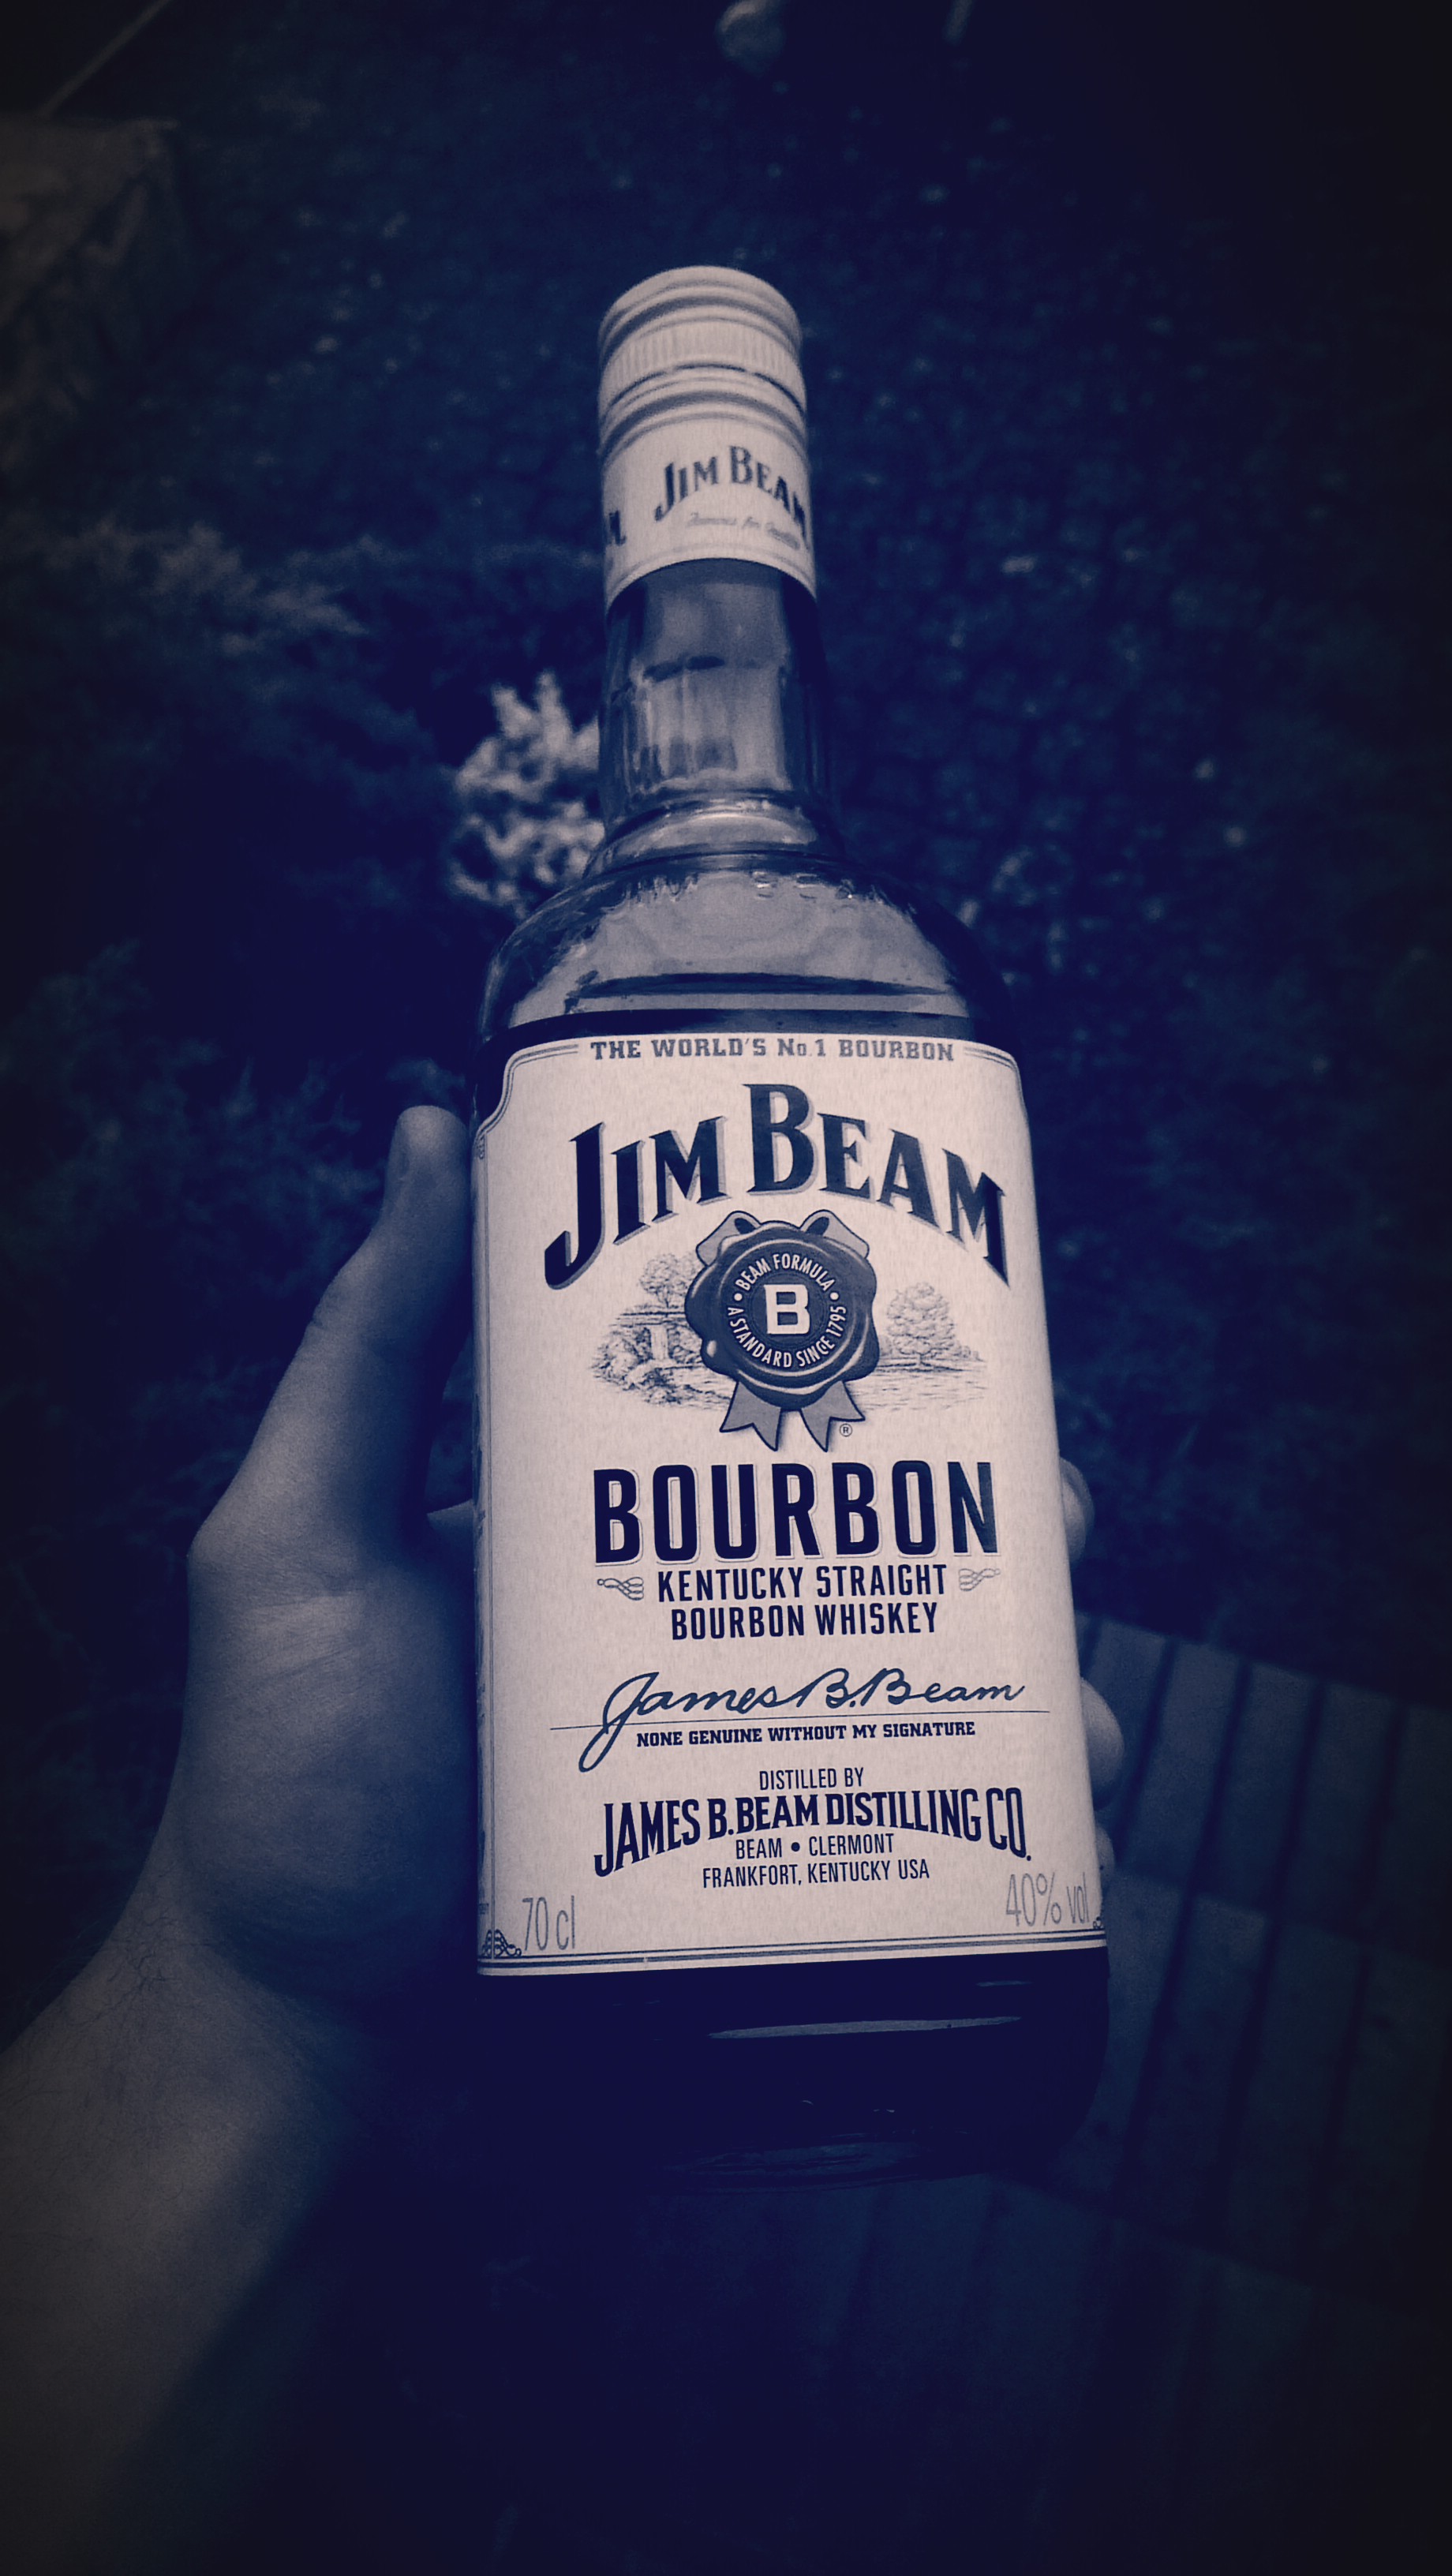 JIM BEAM
THE WORLD'S No.1 BOURBON
JIM BEAM
BEAM FORMULA
B
A STANDARD SINCE 1795
®
BOURBON
KENTUCKY STRAIGHT
BOURBON WHISKEY
James B. Beam
NONE GENUINE WITHOUT MY SIGNATURE
DISTILLED BY
JAMES B. BEAM DISTILLING CO.
BEAM • CLERMONT
FRANKFORT, KENTUCKY USA
70 cl
40% vol